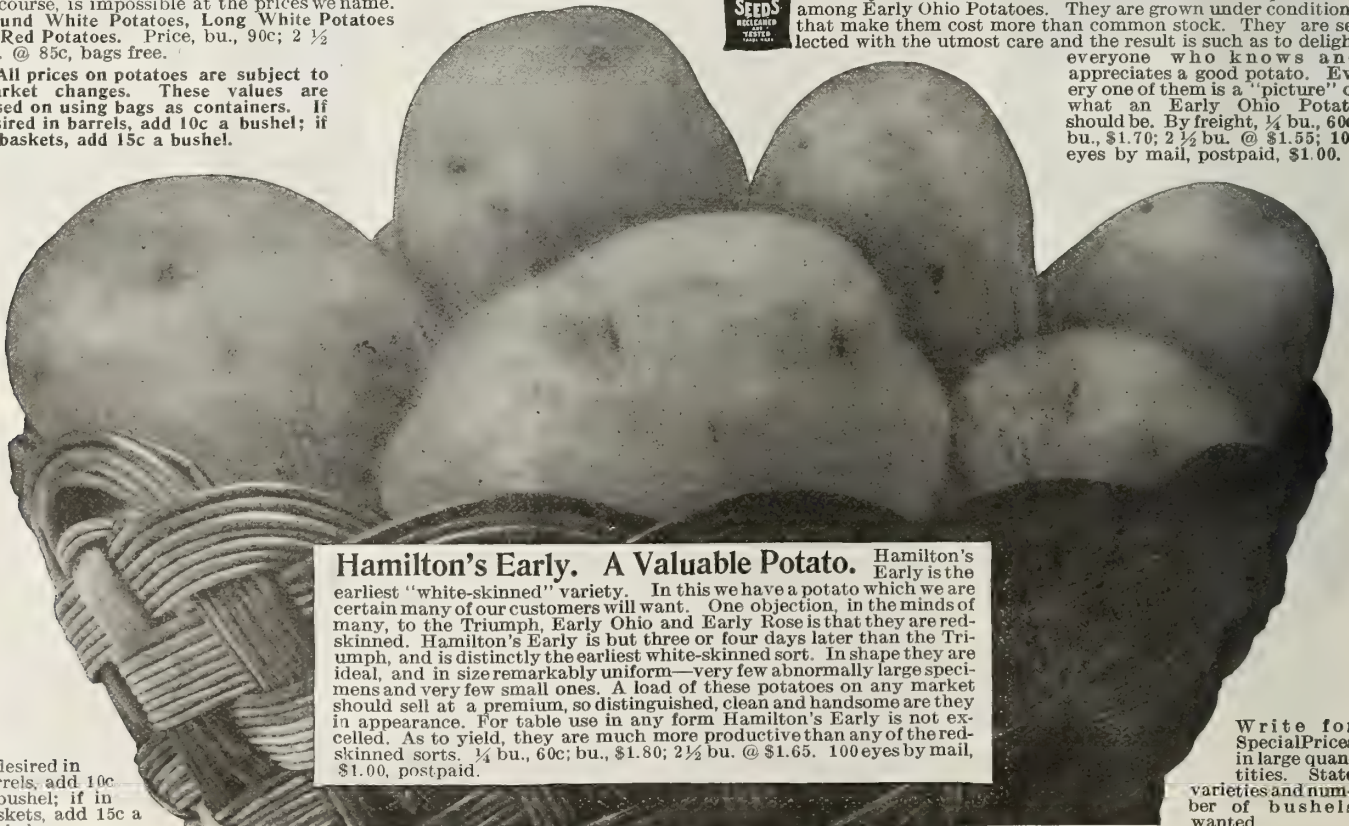 course, is impossible at the prices we name.
und White Potatoes, Long White Potatoes
Red Potatoes. Price, bu., 90c; 2 ½
. @ 85c, bags free.
All prices on potatoes are subject to
rket changes. These values are
sed on using bags as containers. If
sired in barrels, add 10c a bushel; if
baskets, add 15c a bushel.
SEEDS
RECLEANED
AND
TESTED
among Early Ohio Potatoes. They are grown under condition
that make them cost more than common stock. They are se
lected with the utmost care and the result is such as to deligh
everyone who knows an
appreciates a good potato. Ev
ery one of them is a "picture" o
what an Early Ohio Potat
should be. By freight, ¼ bu., 60c
bu., $1.70; 2 ½ bu. @ $1.55; 10
eyes by mail, postpaid, $1.00.
Hamilton's Early. A Valuable Potato. Hamilton's
Early is the
earliest "white-skinned" variety. In this we have a potato which we are
certain many of our customers will want. One objection, in the minds of
many, to the Triumph, Early Ohio and Early Rose is that they are red-
skinned. Hamilton's Early is but three or four days later than the Tri-
umph, and is distinctly the earliest white-skinned sort. In shape they are
ideal, and in size remarkably uniform—very few abnormally large speci-
mens and very few small ones. A load of these potatoes on any market
should sell at a premium, so distinguished, clean and handsome are they
in appearance. For table use in any form Hamilton's Early is not ex-
celled. As to yield, they are much more productive than any of the red-
skinned sorts. ¼ bu., 60c; bu., $1.80; 2½ bu. @ $1.65. 100 eyes by mail,
$1.00, postpaid.
desired in
rrels, add 10c
bushel; if in
skets, add 15c a
Write for
Special Prices
in large quan
tities. State
varieties and num-
ber of bushels
wanted